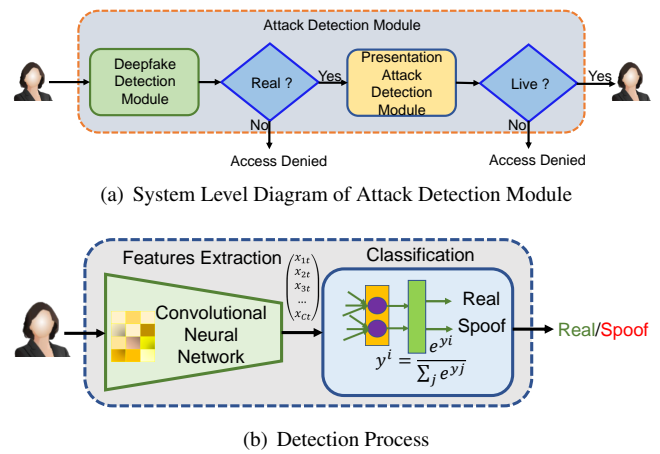 Attack Detection Module
Deepfake
Detection
Module
Real ?
Yes
Presentation
Attack
Detection
Module
Live ?
Yes
No
No
Access Denied
Access Denied
(a) System Level Diagram of Attack Detection Module
Features Extraction
Classification
x1t
x2t
x3t
...
xCt
Convolutional
Neural
Network
Real
Spoof
y^i = e^{yi} / ∑_j e^{yj}
Real/Spoof
(b) Detection Process